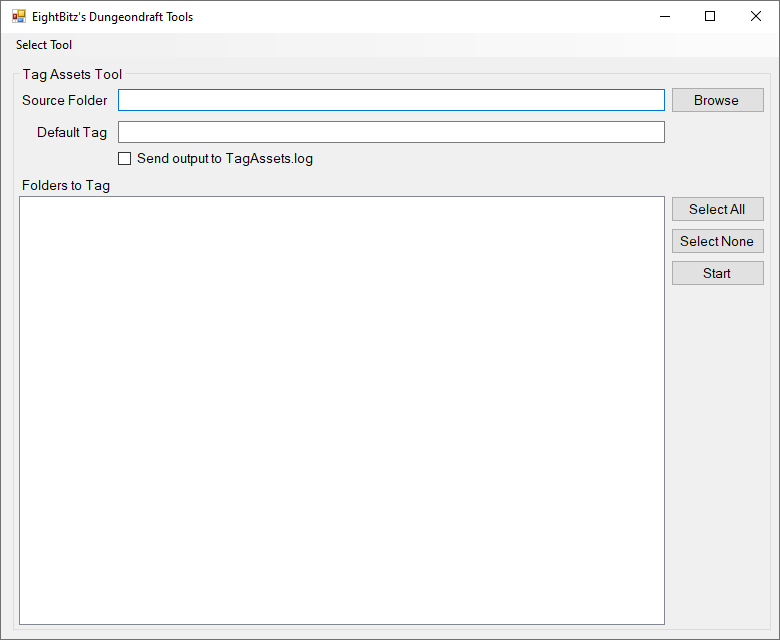 EightBitz's Dungeondraft Tools
Select Tool
Tag Assets Tool
Source Folder
Browse
Default Tag
Send output to TagAssets.log
Folders to Tag
Select All
Select None
Start